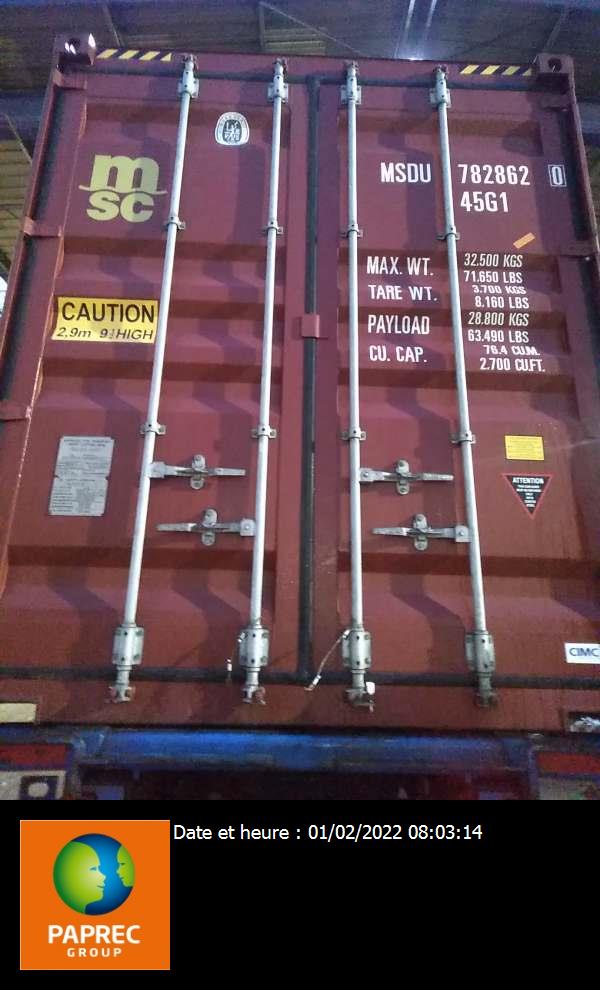 msc
MSDU 782862 0
45G1
MAX. WT. 32.500 KGS
71.650 LBS
TARE WT. 3.700 KGS
8.160 LBS
PAYLOAD 28.800 KGS
63.490 LBS
CU. CAP. 76.4 CU.M.
2.700 CU.FT.
CAUTION
2,9m 9½ HIGH
ATTENTION
CIMC
Date et heure : 01/02/2022 08:03:14
PAPREC
GROUP